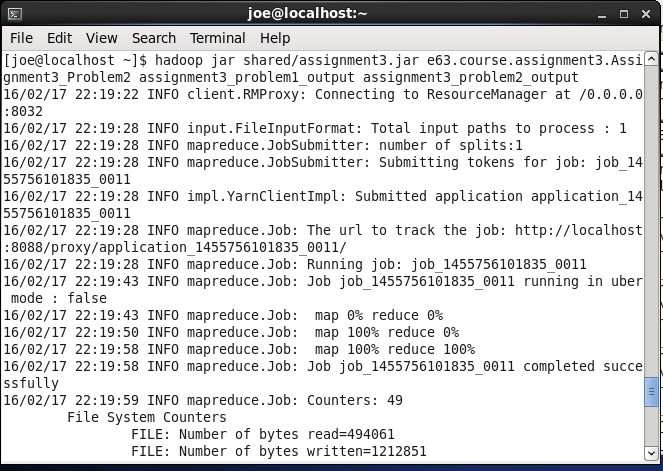 joe@localhost:~
File Edit View Search Terminal Help
[joe@localhost ~]$ hadoop jar shared/assignment3.jar e63.course.assignment3.Assi
gnment3_Problem2 assignment3_problem1_output assignment3_problem2_output
16/02/17 22:19:22 INFO client.RMProxy: Connecting to ResourceManager at /0.0.0.0
:8032
16/02/17 22:19:28 INFO input.FileInputFormat: Total input paths to process : 1
16/02/17 22:19:28 INFO mapreduce.JobSubmitter: number of splits:1
16/02/17 22:19:28 INFO mapreduce.JobSubmitter: Submitting tokens for job: job_14
55756101835_0011
16/02/17 22:19:28 INFO impl.YarnClientImpl: Submitted application application_14
55756101835_0011
16/02/17 22:19:28 INFO mapreduce.Job: The url to track the job: http://localhost
:8088/proxy/application_1455756101835_0011/
16/02/17 22:19:28 INFO mapreduce.Job: Running job: job_1455756101835_0011
16/02/17 22:19:43 INFO mapreduce.Job: Job job_1455756101835_0011 running in uber
 mode : false
16/02/17 22:19:43 INFO mapreduce.Job:  map 0% reduce 0%
16/02/17 22:19:50 INFO mapreduce.Job:  map 100% reduce 0%
16/02/17 22:19:58 INFO mapreduce.Job:  map 100% reduce 100%
16/02/17 22:19:58 INFO mapreduce.Job: Job job_1455756101835_0011 completed succe
ssfully
16/02/17 22:19:59 INFO mapreduce.Job: Counters: 49
        File System Counters
                FILE: Number of bytes read=494061
                FILE: Number of bytes written=1212851